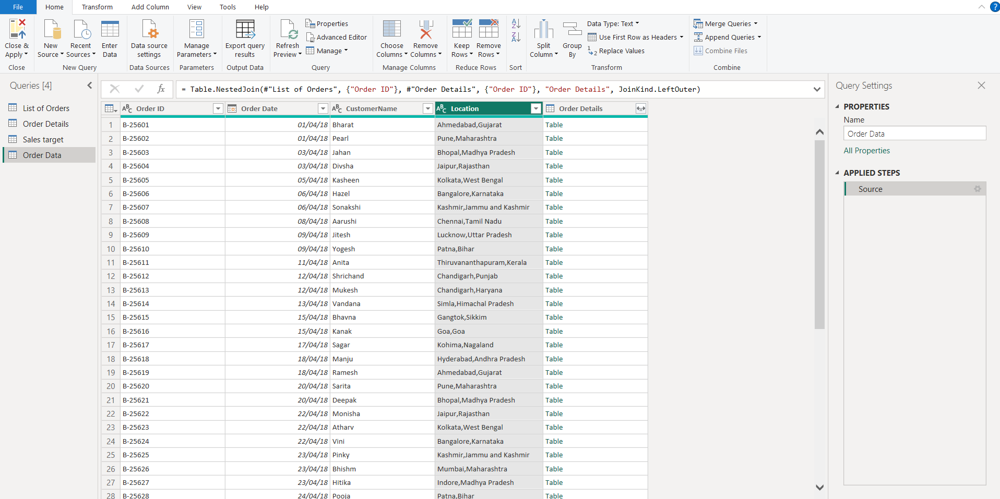 File Home Transform Add Column View Tools Help
Close & Apply
Close
New Source
Recent Sources
Enter Data
New Query
Data source settings
Data Sources
Manage Parameters
Parameters
Export query results
Output Data
Refresh Preview
Properties
Advanced Editor
Manage
Query
Choose Columns
Remove Columns
Manage Columns
Keep Rows
Remove Rows
Reduce Rows
Sort
Split Column
Group By
Data Type: Text
Use First Row as Headers
Replace Values
Transform
Merge Queries
Append Queries
Combine Files
Combine
Queries [4]
List of Orders
Order Details
Sales target
Order Data
fx
= Table.NestedJoin(#"List of Orders", {"Order ID"}, #"Order Details", {"Order ID"}, "Order Details", JoinKind.LeftOuter)
Order ID Order Date CustomerName Location Order Details
1 B-25601 01/04/18 Bharat Ahmedabad,Gujarat Table
2 B-25602 01/04/18 Pearl Pune,Maharashtra Table
3 B-25603 03/04/18 Jahan Bhopal,Madhya Pradesh Table
4 B-25604 03/04/18 Divsha Jaipur,Rajasthan Table
5 B-25605 05/04/18 Kasheen Kolkata,West Bengal Table
6 B-25606 06/04/18 Hazel Bangalore,Karnataka Table
7 B-25607 06/04/18 Sonakshi Kashmir,Jammu and Kashmir Table
8 B-25608 08/04/18 Aarushi Chennai,Tamil Nadu Table
9 B-25609 09/04/18 Jitesh Lucknow,Uttar Pradesh Table
10 B-25610 09/04/18 Yogesh Patna,Bihar Table
11 B-25611 11/04/18 Anita Thiruvananthapuram,Kerala Table
12 B-25612 12/04/18 Shrichand Chandigarh,Punjab Table
13 B-25613 12/04/18 Mukesh Chandigarh,Haryana Table
14 B-25614 13/04/18 Vandana Simla,Himachal Pradesh Table
15 B-25615 15/04/18 Bhavna Gangtok,Sikkim Table
16 B-25616 15/04/18 Kanak Goa,Goa Table
17 B-25617 17/04/18 Sagar Kohima,Nagaland Table
18 B-25618 18/04/18 Manju Hyderabad,Andhra Pradesh Table
19 B-25619 18/04/18 Ramesh Ahmedabad,Gujarat Table
20 B-25620 20/04/18 Sarita Pune,Maharashtra Table
21 B-25621 20/04/18 Deepak Bhopal,Madhya Pradesh Table
22 B-25622 22/04/18 Monisha Jaipur,Rajasthan Table
23 B-25623 22/04/18 Atharv Kolkata,West Bengal Table
24 B-25624 22/04/18 Vini Bangalore,Karnataka Table
25 B-25625 23/04/18 Pinky Kashmir,Jammu and Kashmir Table
26 B-25626 23/04/18 Bhishm Mumbai,Maharashtra Table
27 B-25627 23/04/18 Hitika Indore,Madhya Pradesh Table
28 B-25628 24/04/18 Pooja Patna,Bihar Table
Query Settings
PROPERTIES
Name
Order Data
All Properties
APPLIED STEPS
Source